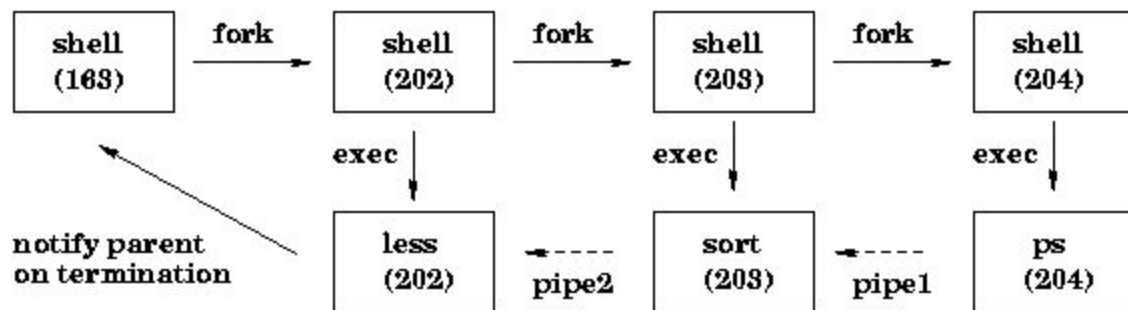 shell
(163)
fork
shell
(202)
fork
shell
(203)
fork
shell
(204)
exec
exec
exec
notify parent
on termination
less
(202)
pipe2
sort
(203)
pipe1
ps
(204)